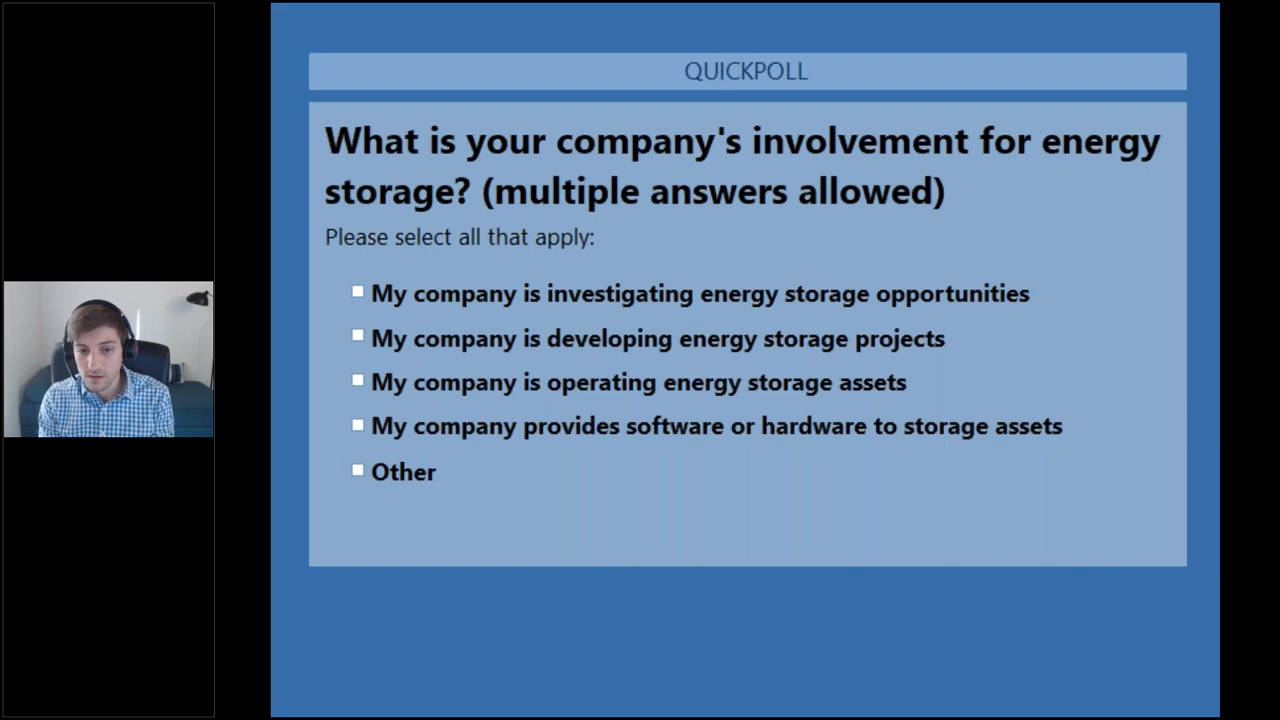 QUICKPOLL
What is your company's involvement for energy
storage? (multiple answers allowed)
Please select all that apply:
My company is investigating energy storage opportunities
My company is developing energy storage projects
My company is operating energy storage assets
My company provides software or hardware to storage assets
Other